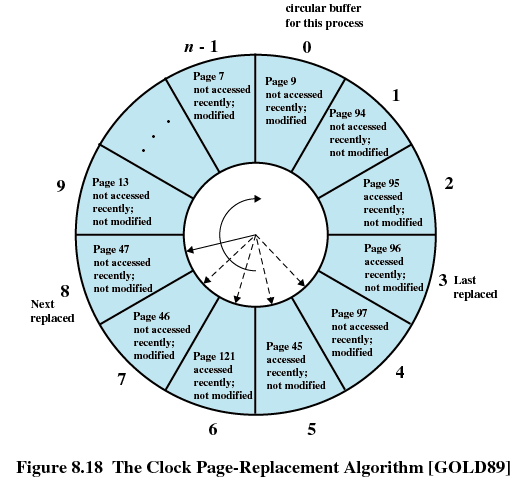 circular buffer
for this process
n - 1
0
Page 7
not accessed
recently;
modified
Page 9
not accessed
recently;
modified
1
Page 94
not accessed
recently;
not modified
2
Page 95
accessed
recently;
not modified
3
Last
replaced
Page 96
accessed
recently;
not modified
4
Page 97
not accessed
recently;
modified
5
Page 45
accessed
recently;
not modified
6
Page 121
accessed
recently;
not modified
7
Page 46
not accessed
recently;
modified
8
Next
replaced
Page 47
not accessed
recently;
not modified
9
Page 13
not accessed
recently;
not modified
. . .
Figure 8.18 The Clock Page-Replacement Algorithm [GOLD89]